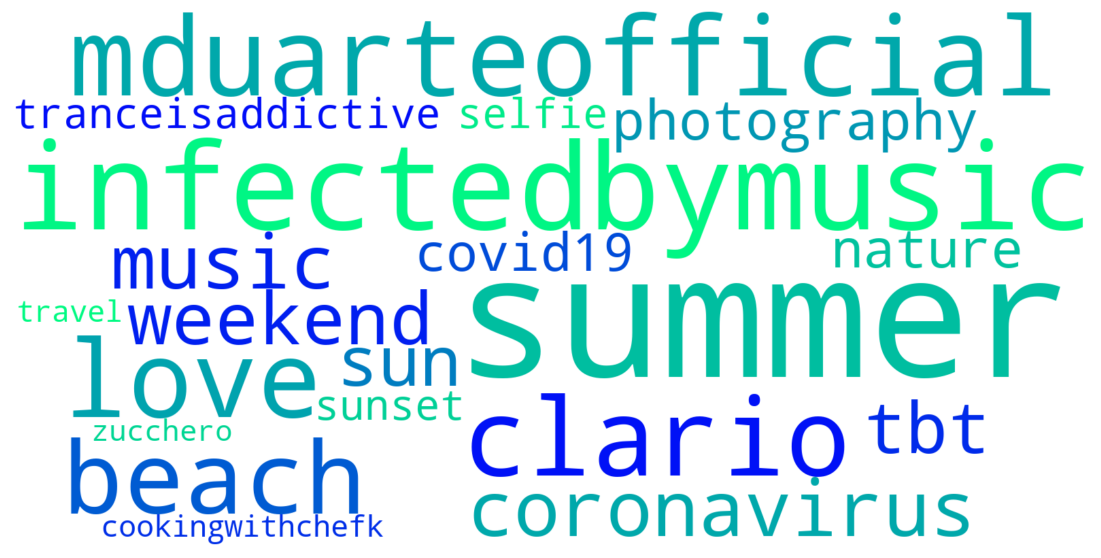 mduarteofficial
tranceisaddictive selfie photography
infectedbymusic
music covid19 nature
travel weekend summer
love sun
sunset
zucchero clario tbt
beach coronavirus
cookingwithchefk